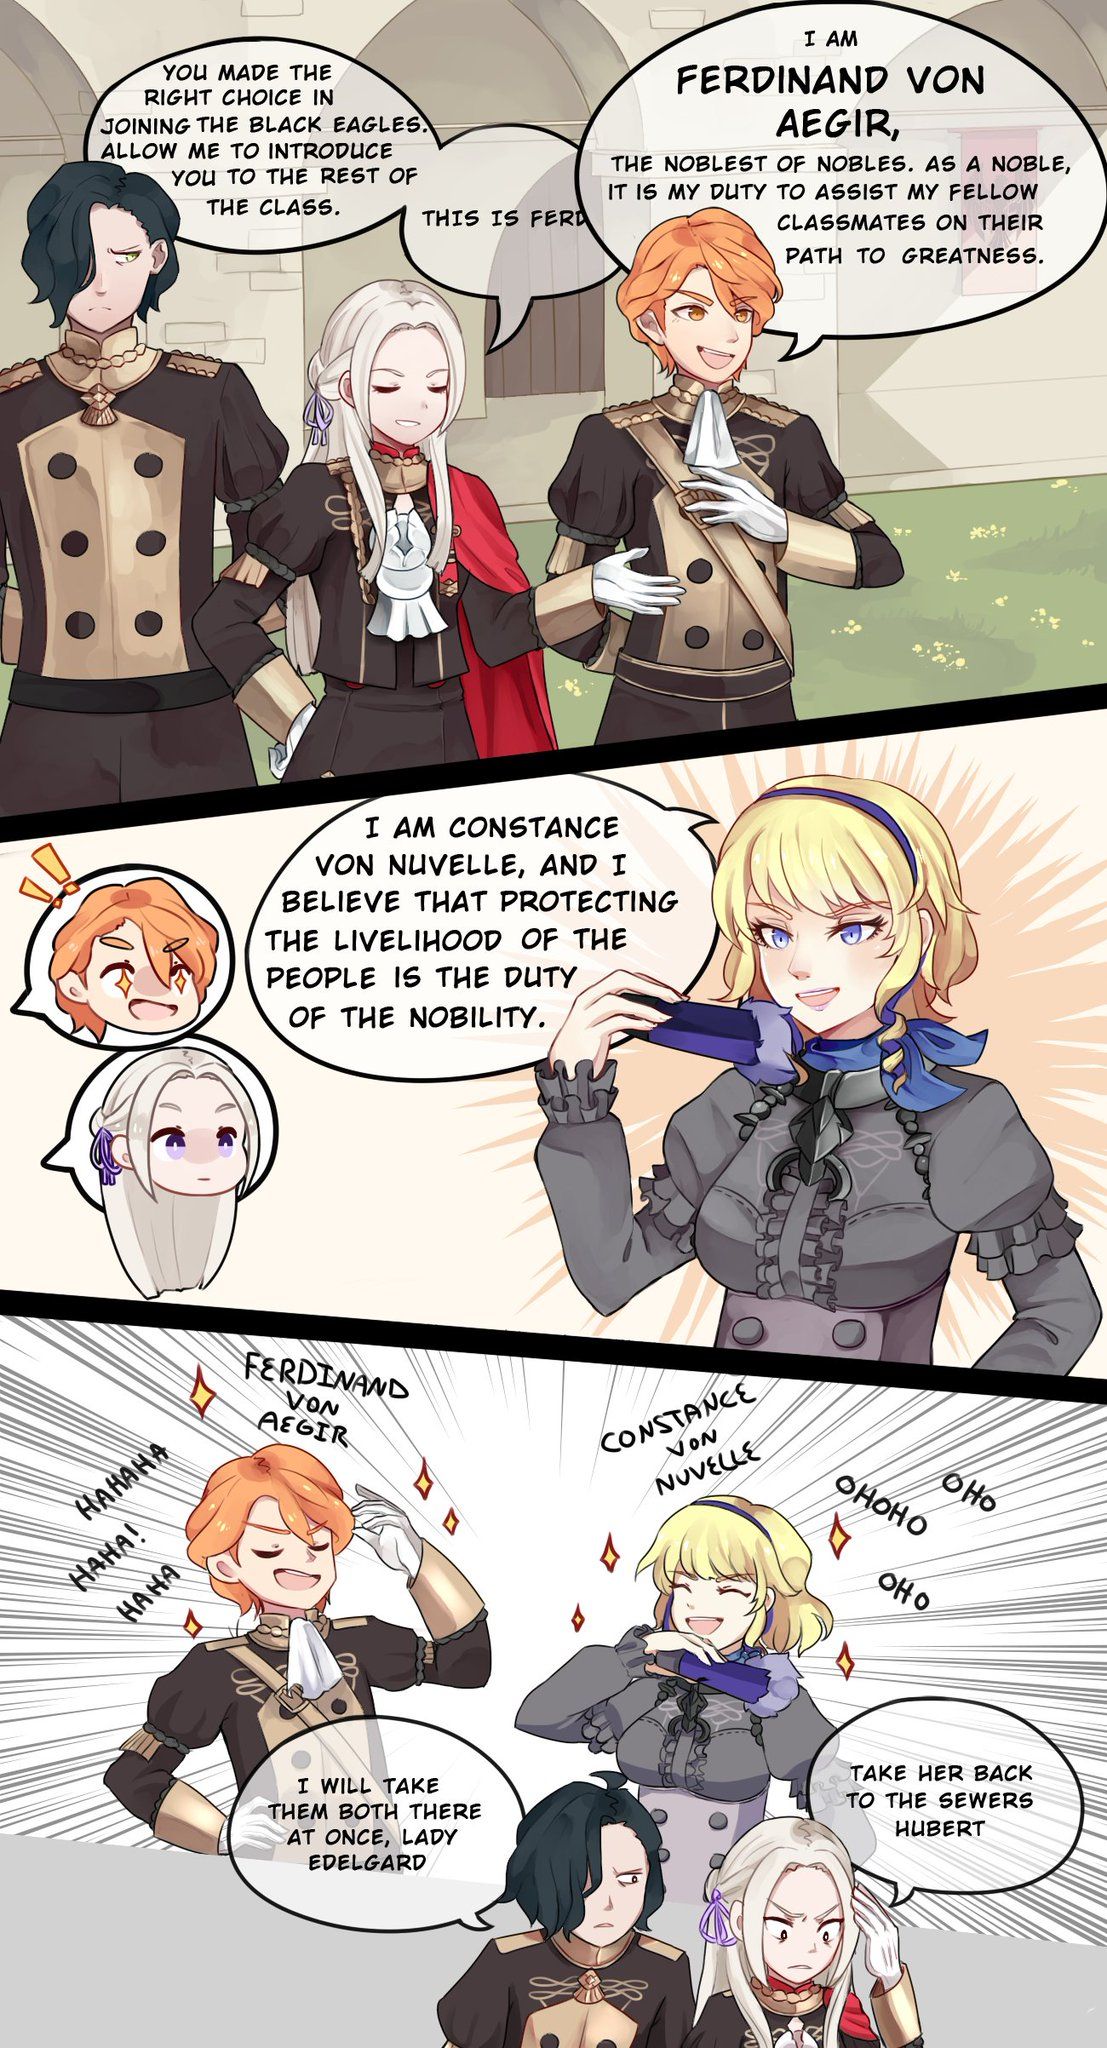 YOU MADE THE
RIGHT CHOICE IN
JOINING THE BLACK EAGLES.
ALLOW ME TO INTRODUCE
YOU TO THE REST OF
THE CLASS.
THIS IS FERD
I AM
FERDINAND VON
AEGIR,
THE NOBLEST OF NOBLES. AS A NOBLE,
IT IS MY DUTY TO ASSIST MY FELLOW
CLASSMATES ON THEIR
PATH TO GREATNESS.
I AM CONSTANCE
VON NUVELLE, AND I
BELIEVE THAT PROTECTING
THE LIVELIHOOD OF THE
PEOPLE IS THE DUTY
OF THE NOBILITY.
FERDINAND
VON
AEGIR
HAHAHA
HAHA!
HAHA
CONSTANCE
VON
NUVELLE
OHOHO
OHO
OHO
TAKE HER BACK
TO THE SEWERS
HUBERT
I WILL TAKE
THEM BOTH THERE
AT ONCE, LADY
EDELGARD